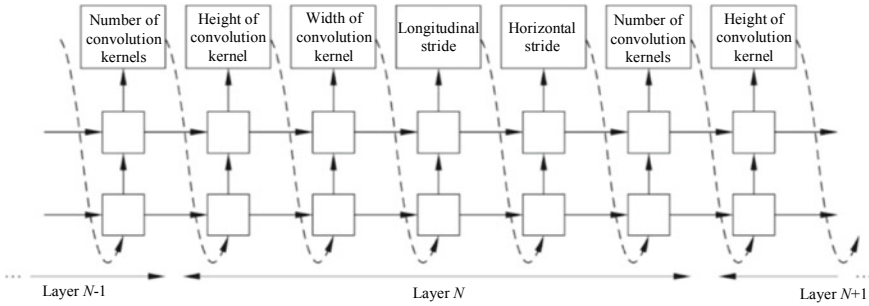 Number of
convolution
kernels
Height of
convolution
kernel
Width of
convolution
kernel
Longitudinal
stride
Horizontal
stride
Number of
convolution
kernels
Height of
convolution
kernel
...
Layer N-1
Layer N
Layer N+1
...